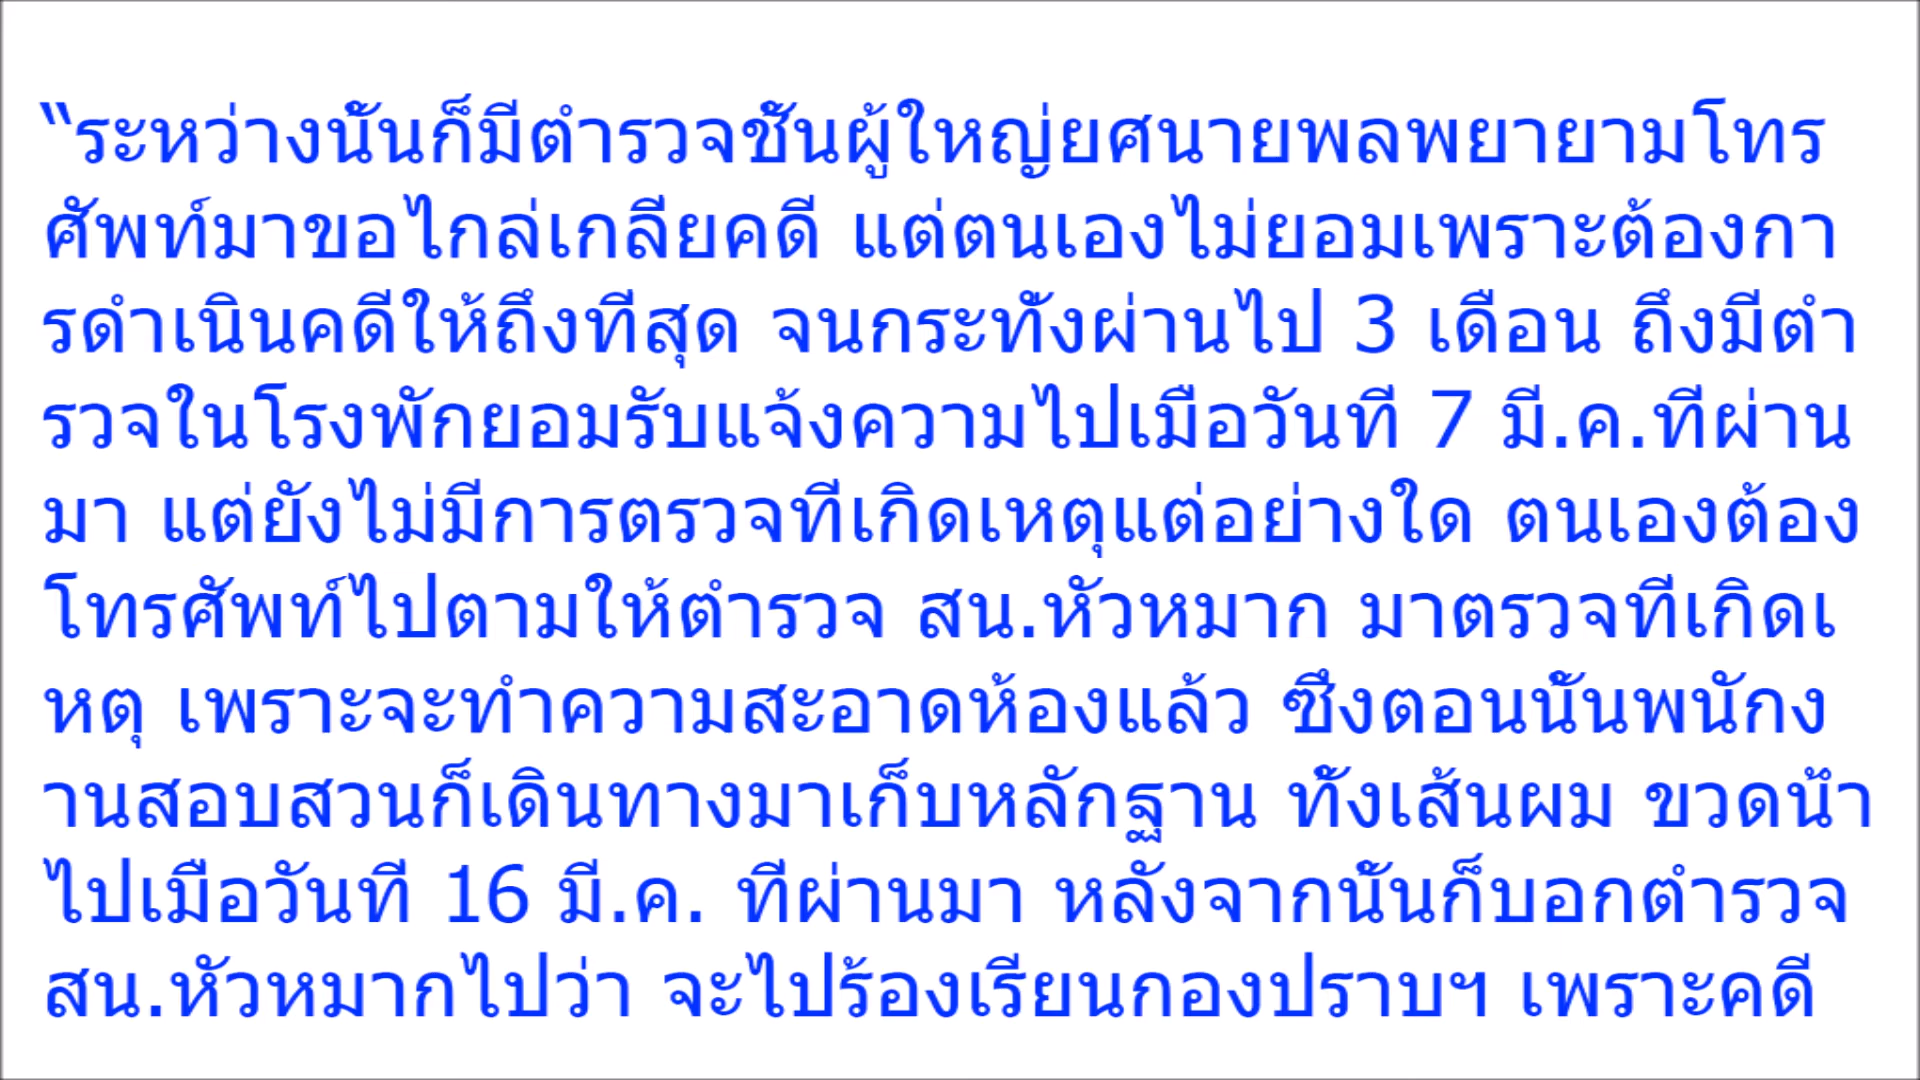 “ระหว่างนั้นก็มีตำรวจชั้นผู้ใหญ่ยศนายพลพยายามโทร
ศัพท์มาขอไกล่เกลี่ยคดี แต่ตนเองไม่ยอมเพราะต้องกา
รดำเนินคดีให้ถึงที่สุด จนกระทั่งผ่านไป 3 เดือน ถึงมีตำ
รวจในโรงพักยอมรับแจ้งความไปเมื่อวันที่ 7 มี.ค.ที่ผ่าน
มา แต่ยังไม่มีการตรวจที่เกิดเหตุแต่อย่างใด ตนเองต้อง
โทรศัพท์ไปตามให้ตำรวจ สน.หัวหมาก มาตรวจที่เกิดเ
หตุ เพราะจะทำความสะอาดห้องแล้ว ซึ่งตอนนั้นพนักง
านสอบสวนก็เดินทางมาเก็บหลักฐาน ทั้งเส้นผม ขวดน้ำ
ไปเมื่อวันที่ 16 มี.ค. ที่ผ่านมา หลังจากนั้นก็บอกตำรวจ
สน.หัวหมากไปว่า จะไปร้องเรียนกองปราบฯ เพราะคดี